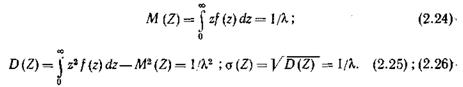 M (Z) = ∫₀^∞ zf (z) dz = 1/λ; (2.24)
D (Z) = ∫₀^∞ z² f (z) dz — M² (Z) = 1/λ² ; σ (Z) = √D (Z) = 1/λ. (2.25) ; (2.26)